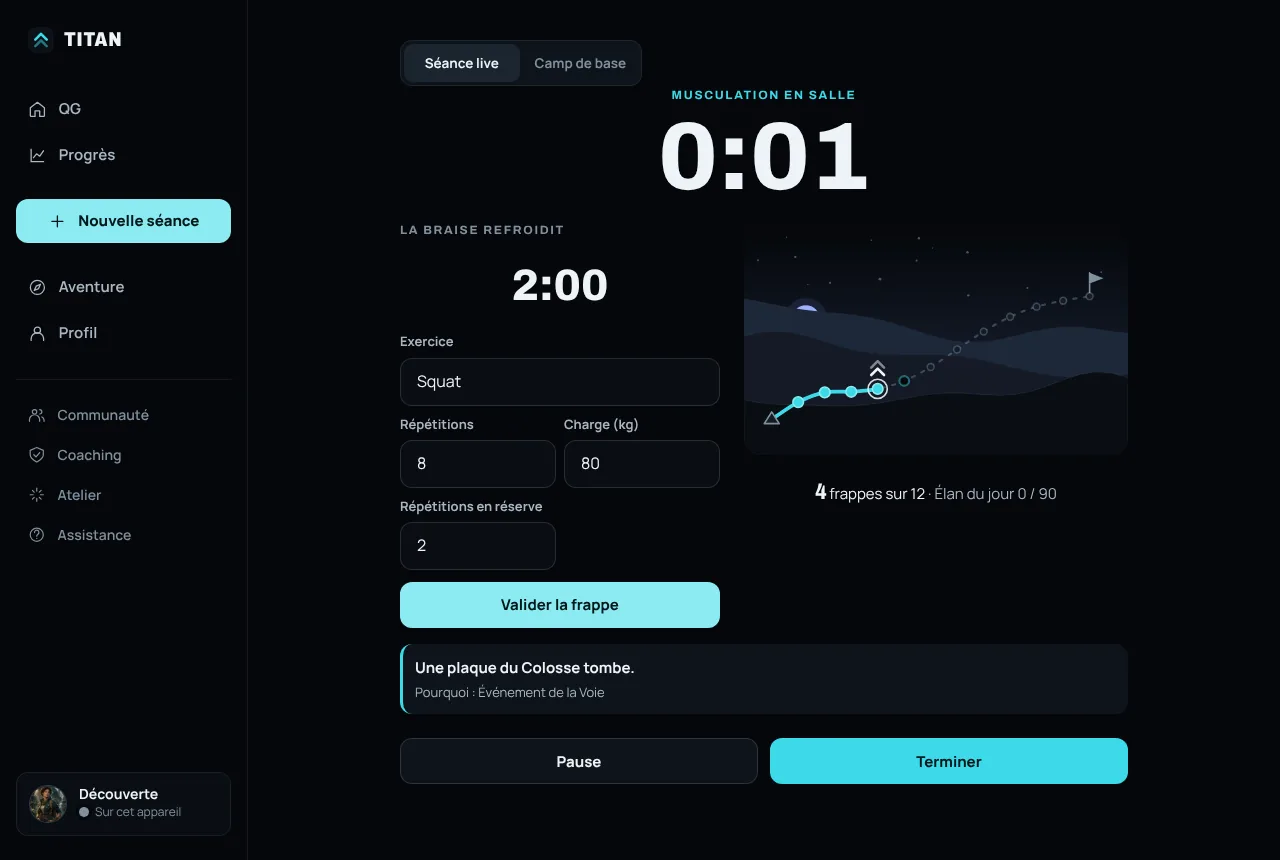 TITAN
QG
Progrès
Nouvelle séance
Aventure
Profil
Communauté
Coaching
Atelier
Assistance
Découverte
Sur cet appareil
Séance live
Camp de base
MUSCULATION EN SALLE
0:01
LA BRAISE REFROIDIT
2:00
Exercice
Squat
Répétitions
Charge (kg)
8
80
Répétitions en réserve
2
Valider la frappe
4 frappes sur 12 · Élan du jour 0 / 90
Une plaque du Colosse tombe.
Pourquoi : Événement de la Voie
Pause
Terminer